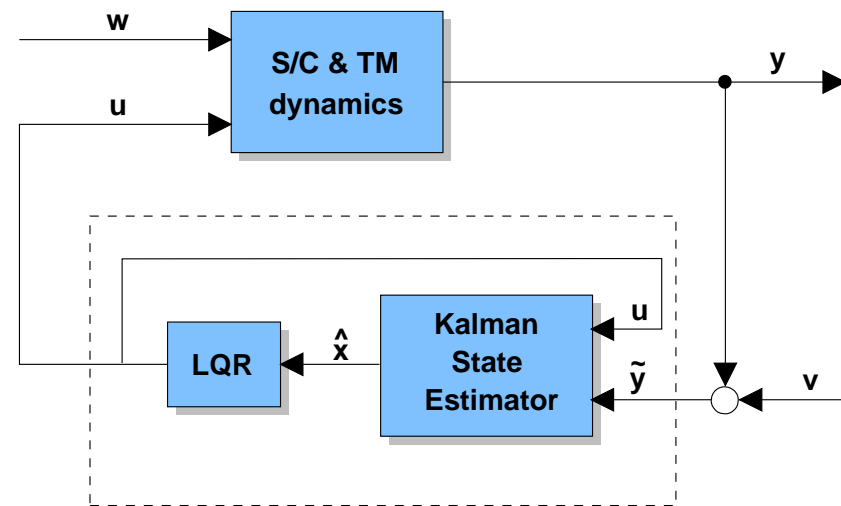 w
S/C & TM
dynamics
y
u
u
Kalman
State
Estimator
LQR
x̂
ỹ
v